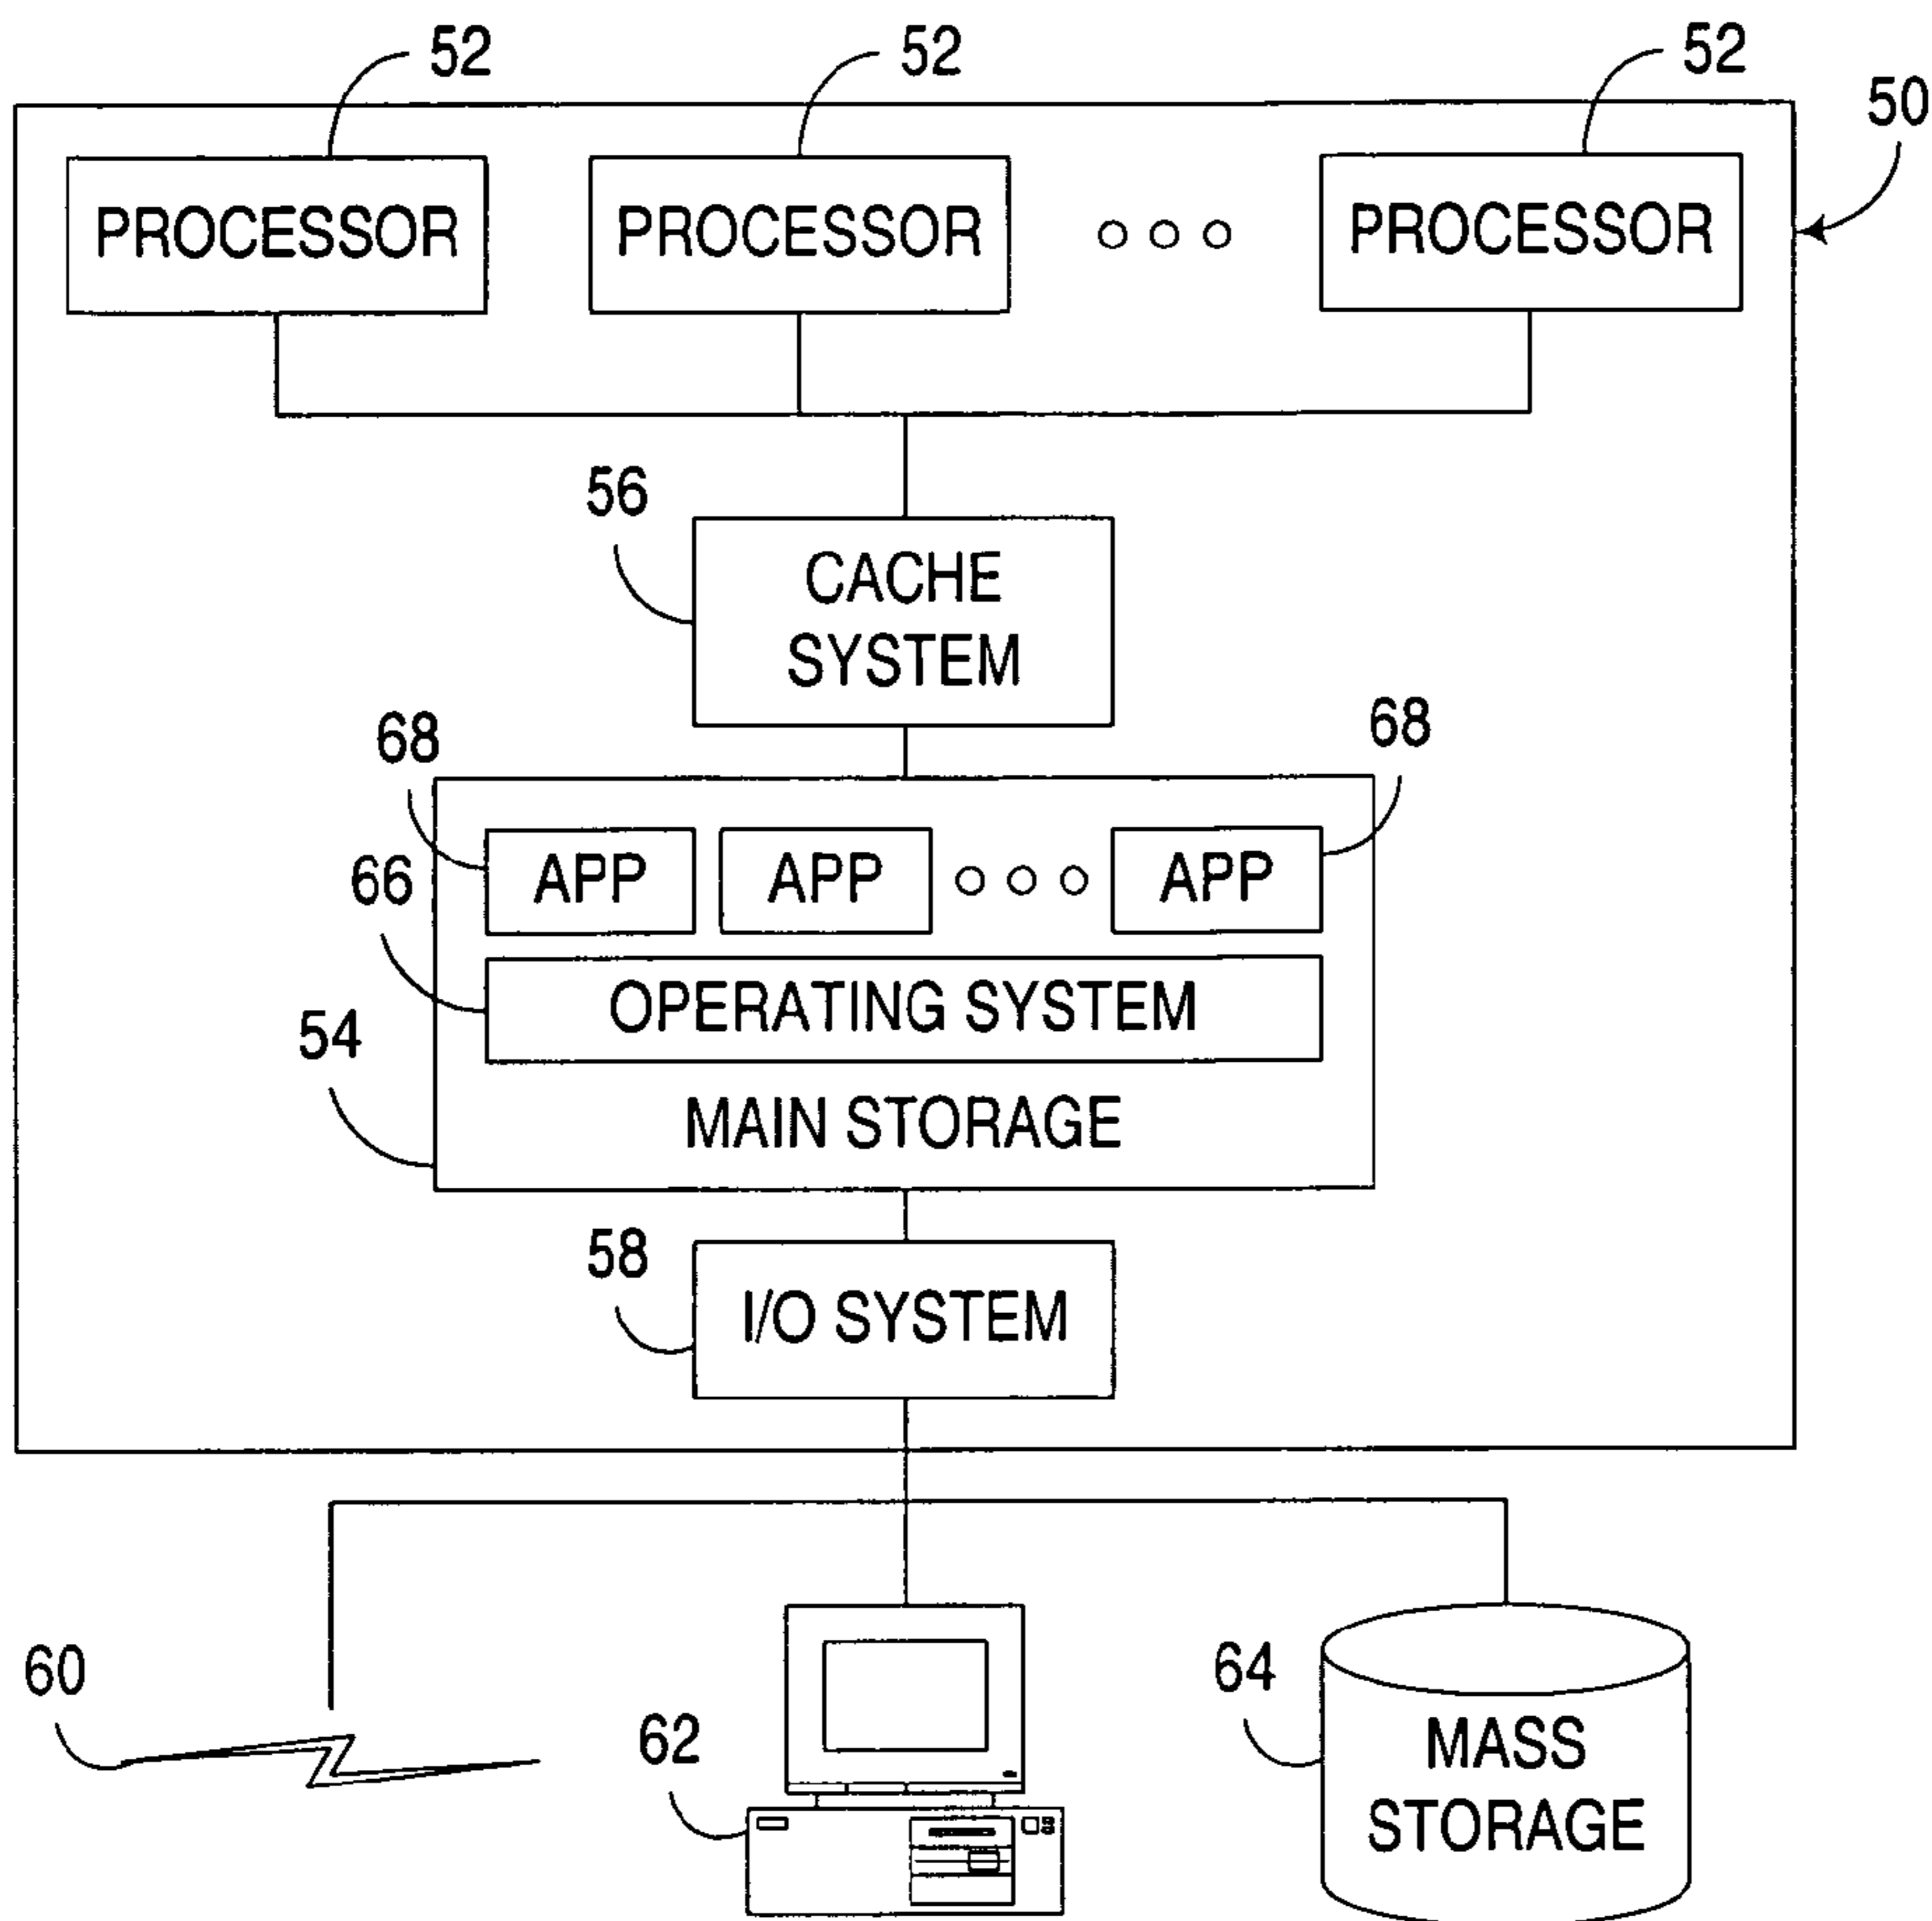 52
52
52
50
PROCESSOR
PROCESSOR
PROCESSOR
56
CACHE
SYSTEM
68
68
APP
APP
APP
66
OPERATING SYSTEM
54
MAIN STORAGE
58
I/O SYSTEM
60
62
64
MASS
STORAGE